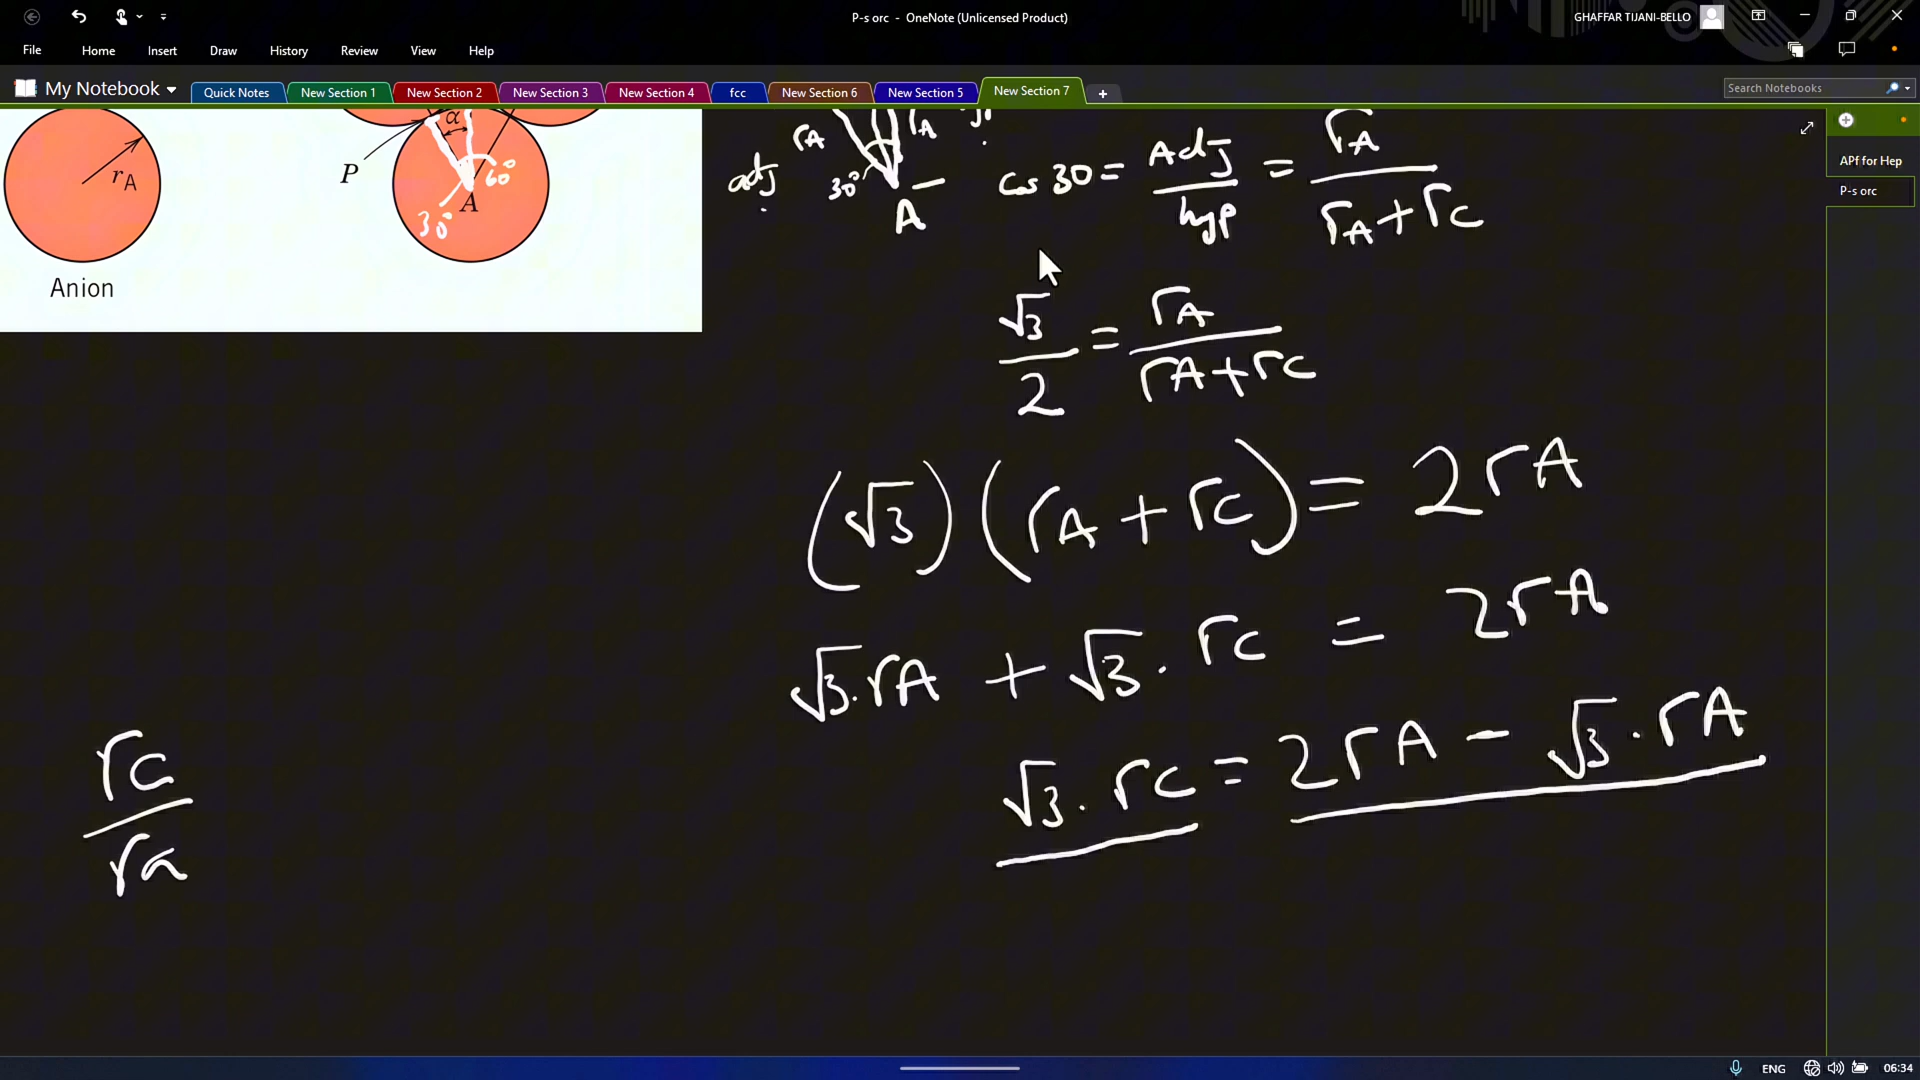 P-s orc - OneNote (Unlicensed Product)
GHAFFAR TIJANI-BELLO
File Home Insert Draw History Review View Help
My Notebook Quick Notes New Section 1 New Section 2 New Section 3 New Section 4 fcc New Section 6 New Section 5 New Section 7 +
Search Notebooks
APf for Hep
P-s orc
rA
Anion
P
α
60°
30°
A
rA
rA
adj
30°
A
cos 30 = Adj/hyp = rA/(rA+rC)
√3/2 = rA/(rA+rC)
(√3)(rA + rC) = 2rA
√3·rA + √3·rC = 2rA
√3·rC = 2rA - √3·rA
rc/ra
ENG 06:34